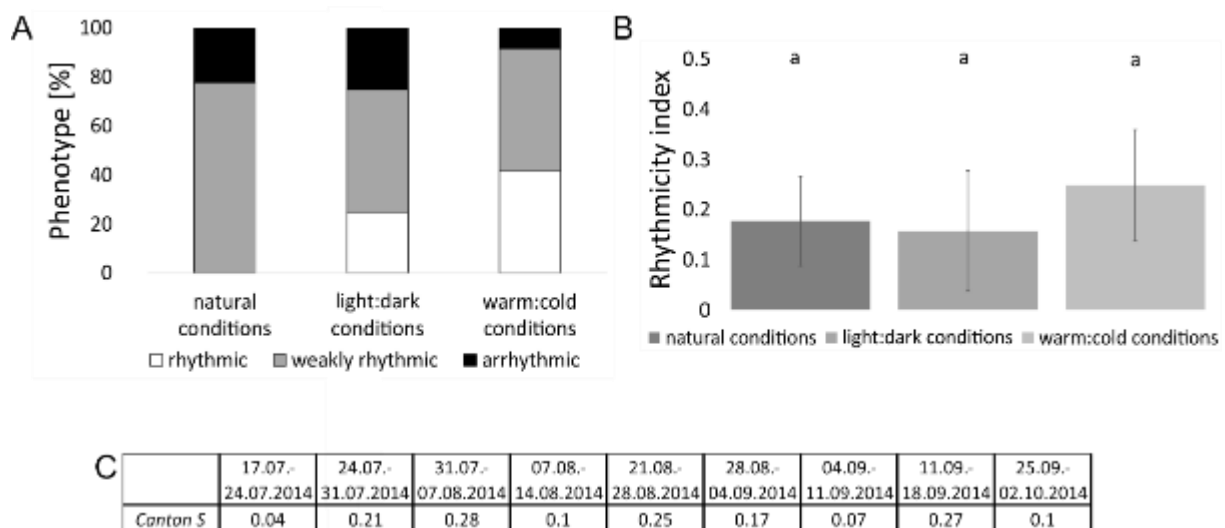 A
100
80
60
40
20
0
Phenotype [%]
natural conditions
light:dark conditions
warm:cold conditions
rhythmic weakly rhythmic arrhythmic
B
0.5
0.4
0.3
0.2
0.1
0
Rhythmicity index
a a a
natural conditions light:dark conditions warm:cold conditions
C
17.07.- 24.07.- 31.07.- 07.08.- 21.08.- 28.08.- 04.09.- 11.09.- 25.09.-
24.07.2014 31.07.2014 07.08.2014 14.08.2014 28.08.2014 04.09.2014 11.09.2014 18.09.2014 02.10.2014
Canton S 0.04 0.21 0.28 0.1 0.25 0.17 0.07 0.27 0.1